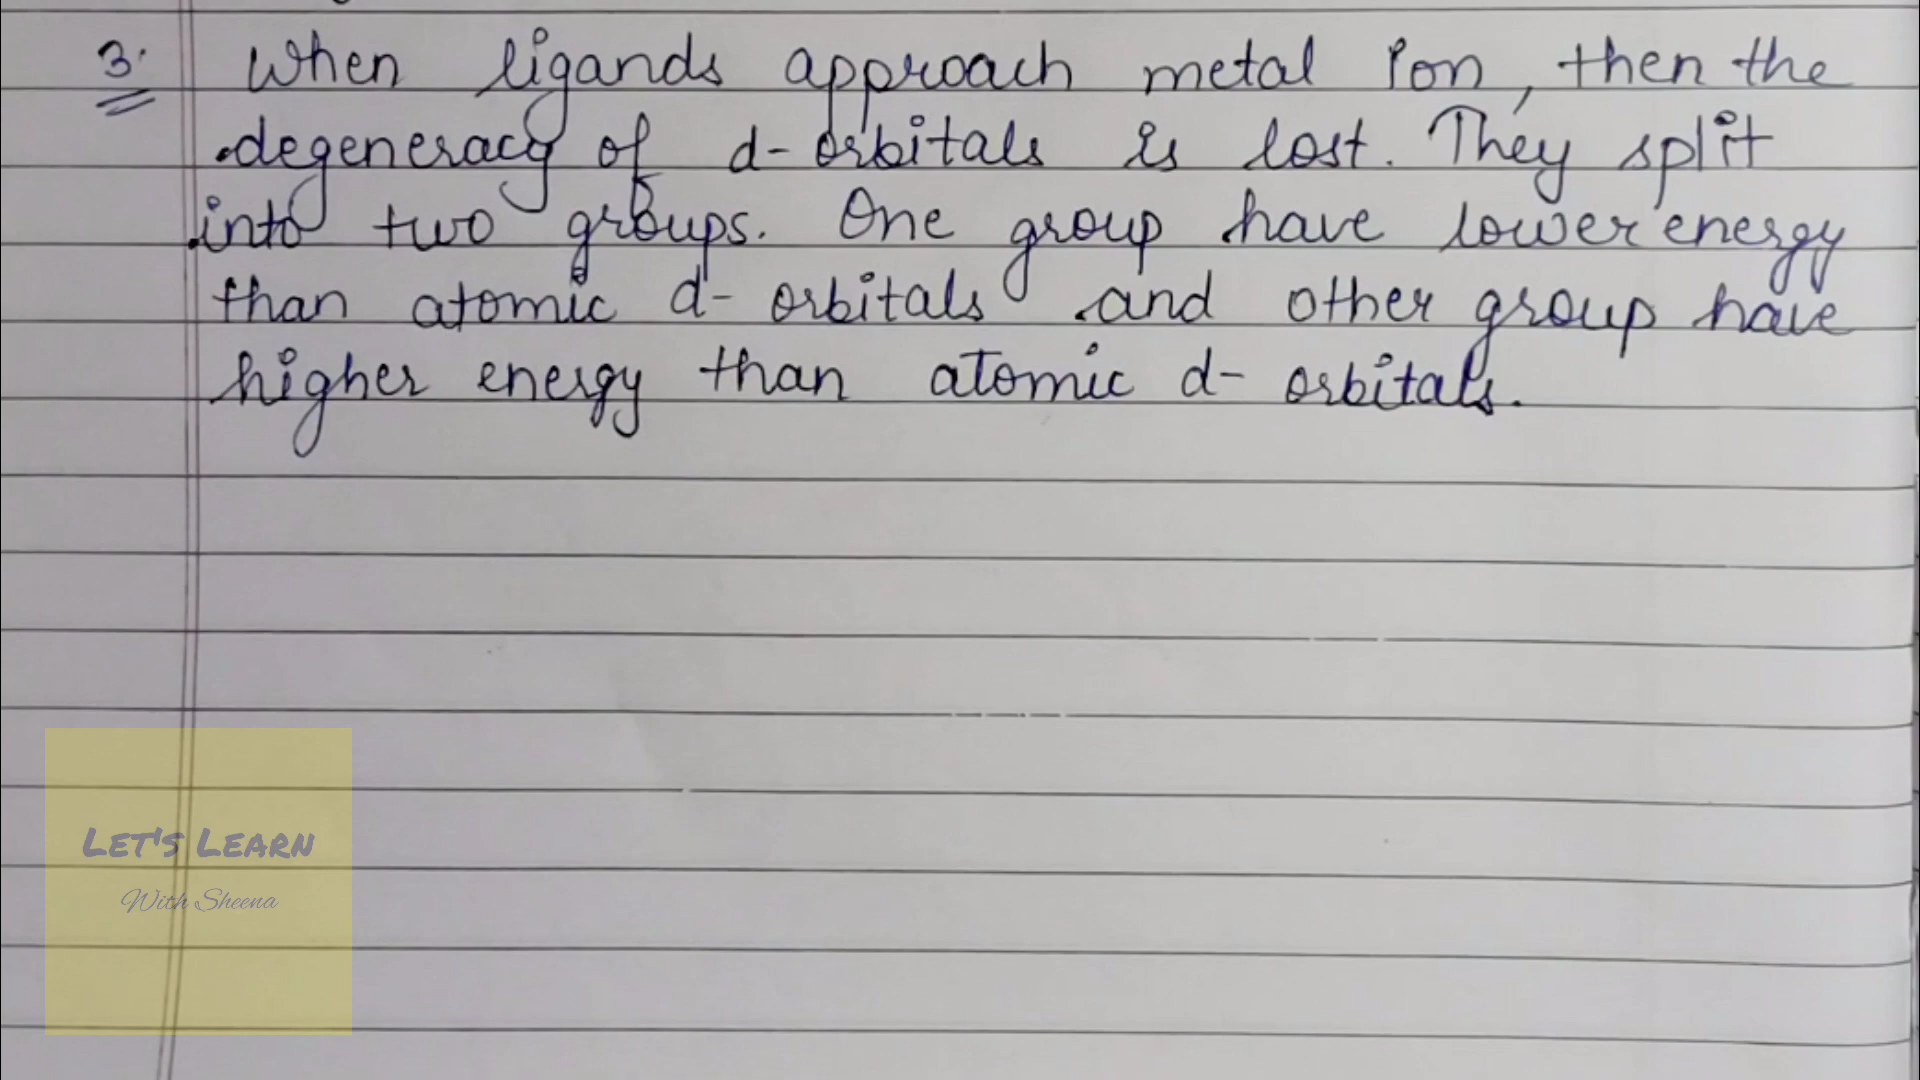 3. When ligands approach metal ion, then the
degeneracy of d-orbitals is lost. They split
into two groups. One group have lower energy
than atomic d-orbitals and other group have
higher energy than atomic d-orbitals.
LET'S LEARN
With Sheena